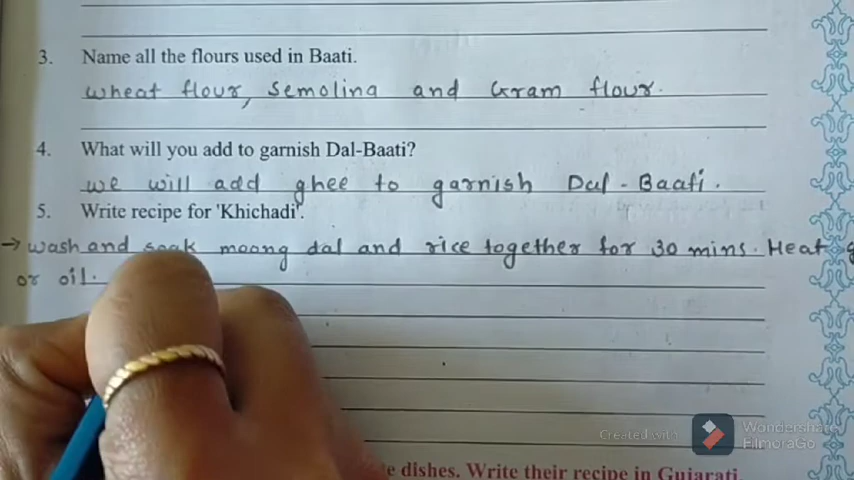 3. Name all the flours used in Baati.
wheat flour, semolina and Gram flour.
4. What will you add to garnish Dal-Baati?
we will add ghee to garnish Dal - Baati.
5. Write recipe for 'Khichadi'.
→ wash and soak moong dal and rice together for 30 mins. Heat
or oil.
Created with Wondershare FilmoraGo
dishes. Write their recipe in Gujarati.